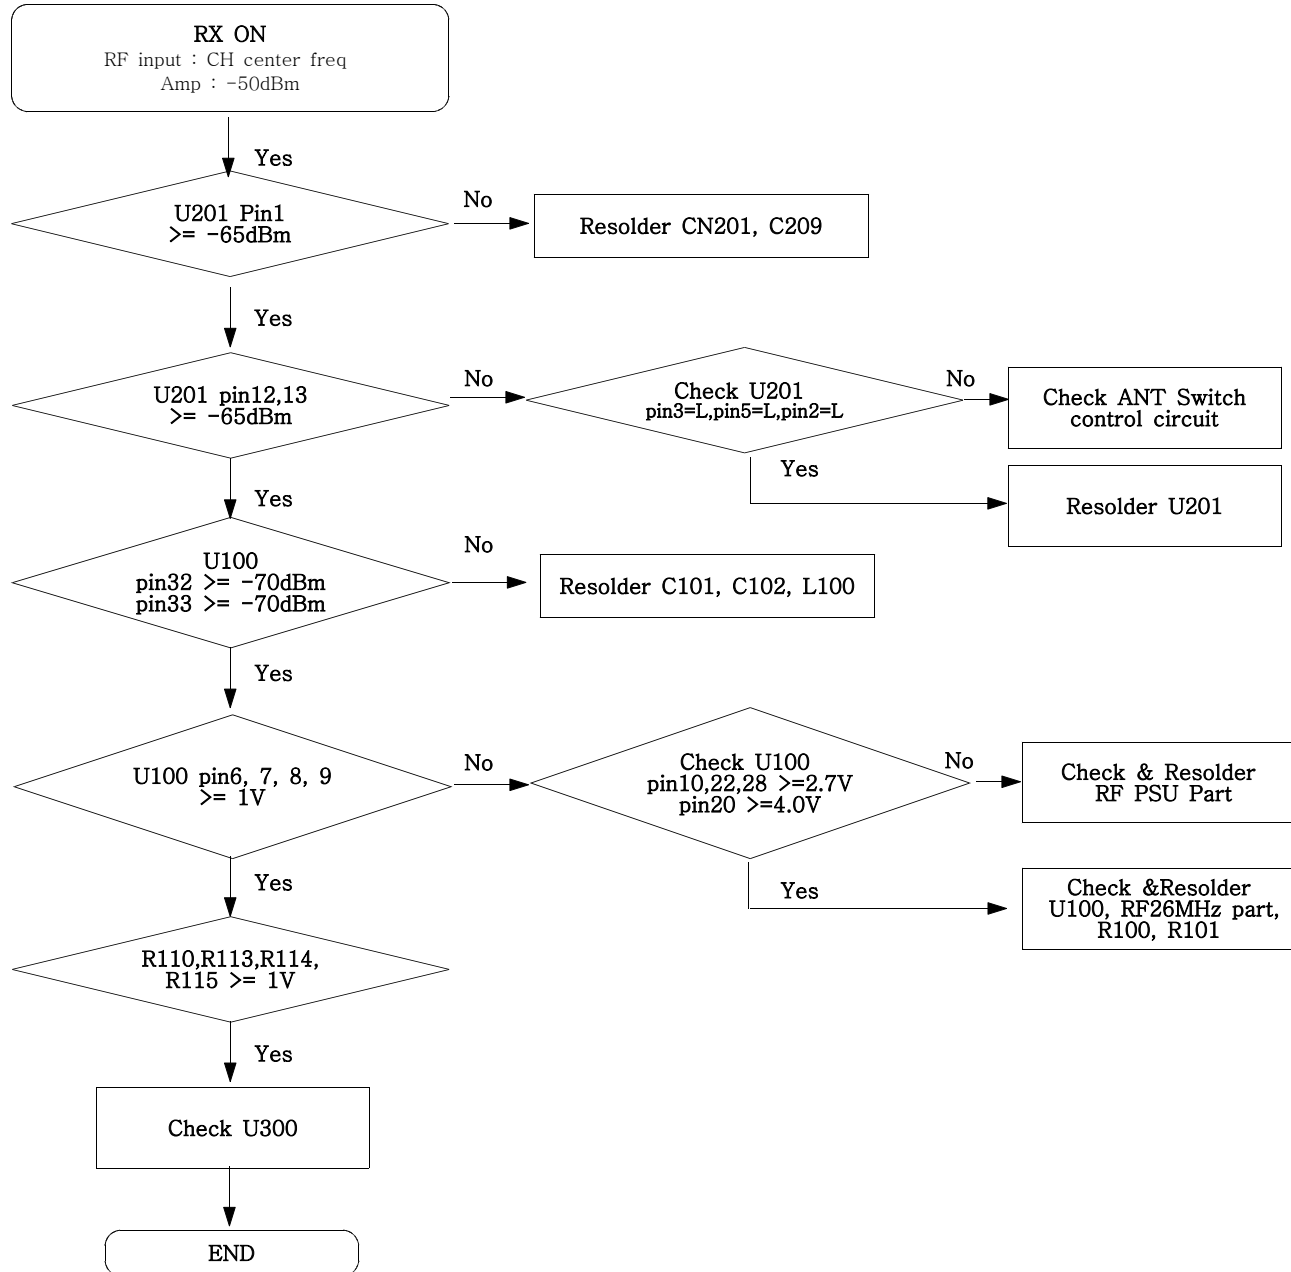 RX ON
RF input : CH center freq
Amp : -50dBm
Yes
U201 Pin1
>= -65dBm
No
Resolder CN201, C209
Yes
U201 pin12,13
>= -65dBm
No
Check U201
pin3=L,pin5=L,pin2=L
No
Check ANT Switch
control circuit
Yes
Resolder U201
Yes
U100
pin32 >= -70dBm
pin33 >= -70dBm
No
Resolder C101, C102, L100
Yes
U100 pin6, 7, 8, 9
>= 1V
No
Check U100
pin10,22,28 >=2.7V
pin20 >=4.0V
No
Check & Resolder
RF PSU Part
Yes
Check &Resolder
U100, RF26MHz part,
R100, R101
Yes
R110,R113,R114,
R115 >= 1V
Yes
Check U300
END